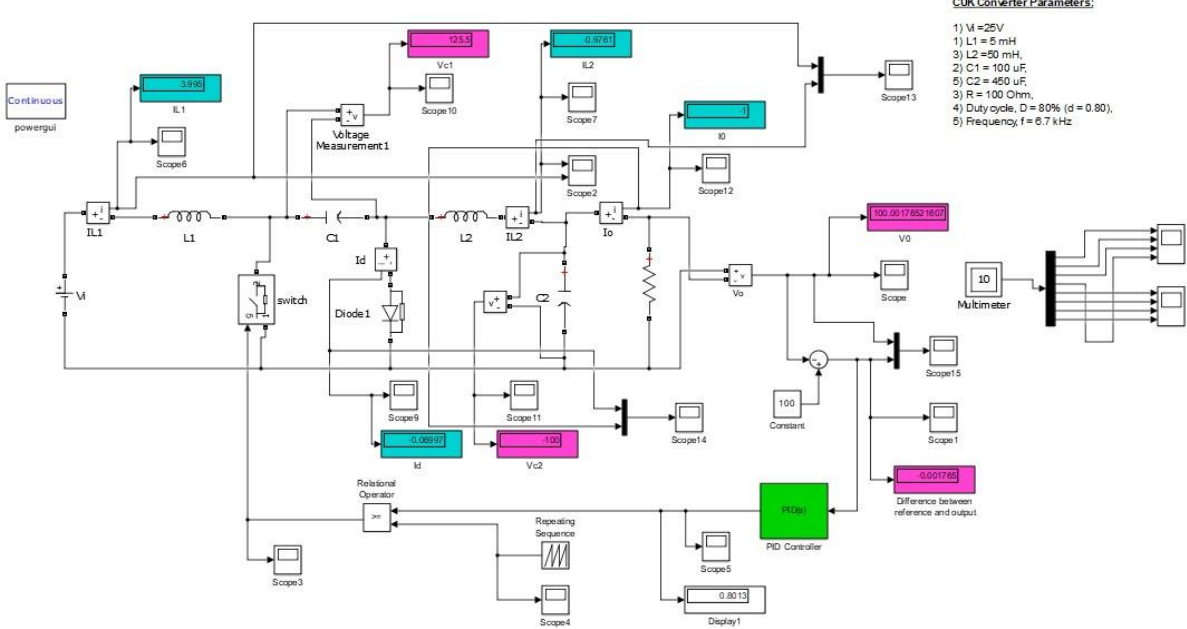 CUK Converter Parameters:
1) Vi =25V
1) L1 = 5 mH
3) L2 =50 mH,
2) C1 = 100 uF,
5) C2 = 450 uF,
3) R = 100 Ohm,
4) Duty cycle, D = 80% (d = 0.80),
5) Frequency, f = 6.7 kHz
Continuous
powergui
3.995
IL1
Scope6
125.5
Vc1
Scope10
Voltage
Measurement1
-0.9761
IL2
Scope7
Scope2
-1
I0
Scope12
Scope13
IL1
L1
C1
L2
IL2
Io
Vi
switch
Id
Diode1
C2
Vo
100.00176521607
V0
Scope
10
Multimeter
Scope15
100
Constant
Scope1
Scope9
Scope11
Scope14
-0.06997
Id
-100
Vc2
-0.001765
Difference between
reference and output
Relational
Operator
>=
Repeating
Sequence
PID(s)
PID Controller
Scope3
Scope4
Scope5
0.8013
Display1